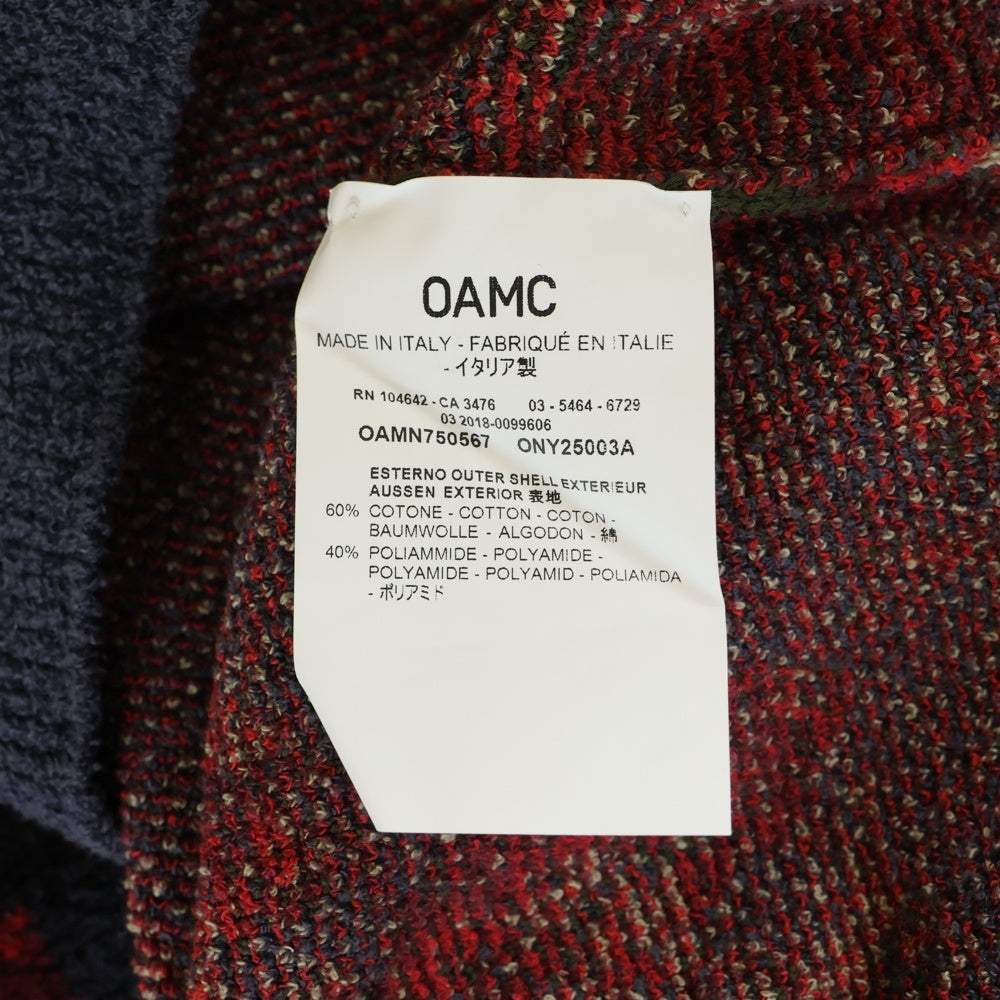 OAMC
MADE IN ITALY - FABRIQUÉ EN ITALIE
- イタリア製
RN 104642 - CA 3476 03 - 5464 - 6729
03 2018-0099606
OAMN750567 ONY25003A
ESTERNO OUTER SHELL EXTERIEUR
AUSSEN EXTERIOR 表地
60% COTONE - COTTON - COTON -
BAUMWOLLE - ALGODON - 綿
40% POLIAMMIDE - POLYAMIDE -
POLYAMIDE - POLYAMID - POLIAMIDA
- ポリアミド